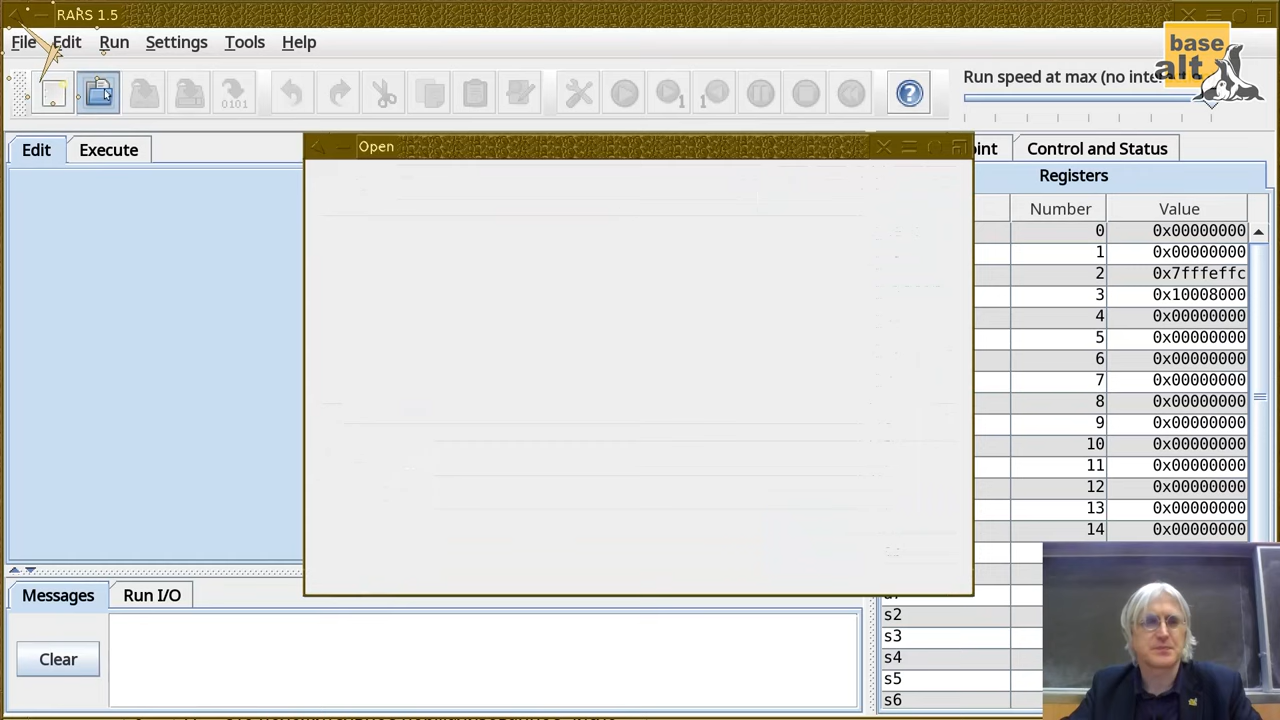 RARS 1.5
File Edit Run Settings Tools Help
base
alt
Run speed at max (no
0101
1
1
?
Edit Execute
Open
Control and Status
Registers
Number Value
0 0x00000000
1 0x00000000
2 0x7fffeffc
3 0x10008000
4 0x00000000
5 0x00000000
6 0x00000000
7 0x00000000
8 0x00000000
9 0x00000000
10 0x00000000
11 0x00000000
12 0x00000000
13 0x00000000
14 0x00000000
Messages Run I/O
s2
s3
s4
s5
s6
Clear